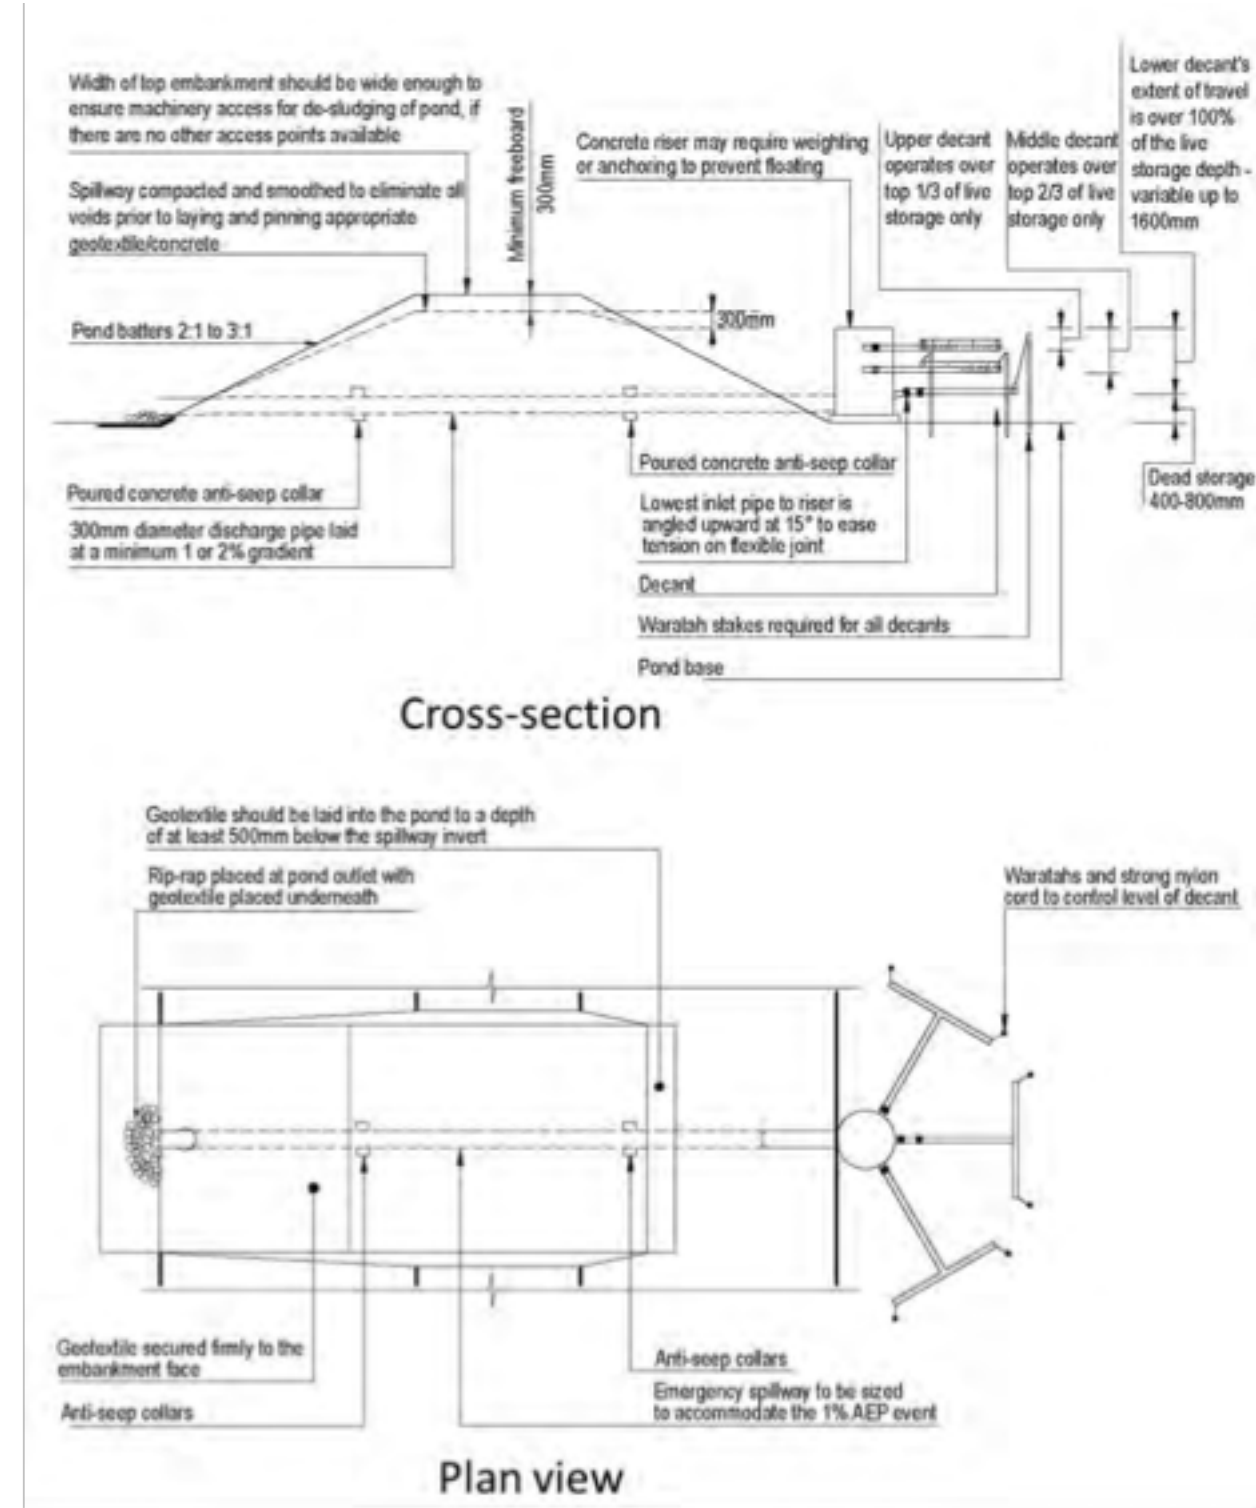 Width of top embankment should be wide enough to
ensure machinery access for de-sludging of pond, if
there are no other access points available
Spillway compacted and smoothed to eliminate all
voids prior to laying and pinning appropriate
geotextile/concrete
Pond batters 2:1 to 3:1
Minimum freeboard
300mm
Concrete riser may require weighting
or anchoring to prevent floating
Upper decant
operates over
top 1/3 of live
storage only
Middle decant
operates over
top 2/3 of live
storage only
Lower decant's
extent of travel
is over 100%
of the live
storage depth -
variable up to
1600mm
300mm
Poured concrete anti-seep collar
300mm diameter discharge pipe laid
at a minimum 1 or 2% gradient
Poured concrete anti-seep collar
Lowest inlet pipe to riser is
angled upward at 15° to ease
tension on flexible joint
Decant
Waratah stakes required for all decants
Pond base
Dead storage
400-800mm
Cross-section
Geotextile should be laid into the pond to a depth
of at least 500mm below the spillway invert
Rip-rap placed at pond outlet with
geotextile placed underneath
Waratahs and strong nylon
cord to control level of decant
Geotextile secured firmly to the
embankment face
Anti-seep collars
Anti-seep collars
Emergency spillway to be sized
to accommodate the 1% AEP event
Plan view